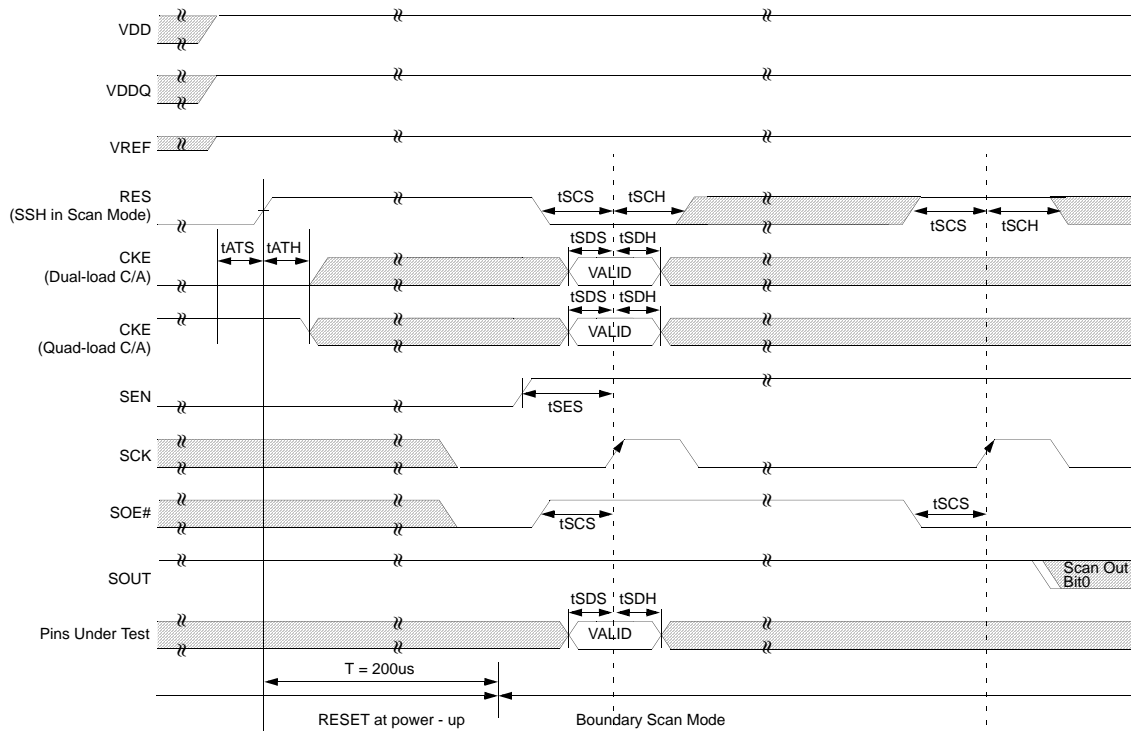 VDD
VDDQ
VREF
RES
(SSH in Scan Mode)
tSCS
tSCH
tSCS
tSCH
tATS
tATH
CKE
(Dual-load C/A)
tSDS
tSDH
VALID
CKE
(Quad-load C/A)
tSDS
tSDH
VALID
SEN
tSES
SCK
SOE#
tSCS
tSCS
SOUT
Scan Out
Bit0
Pins Under Test
tSDS
tSDH
VALID
T = 200us
RESET at power - up
Boundary Scan Mode